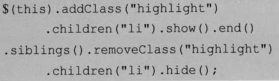 $(this).addClass("highlight")
.children("li").show().end()
.siblings().removeClass("highlight")
.children("li").hide();